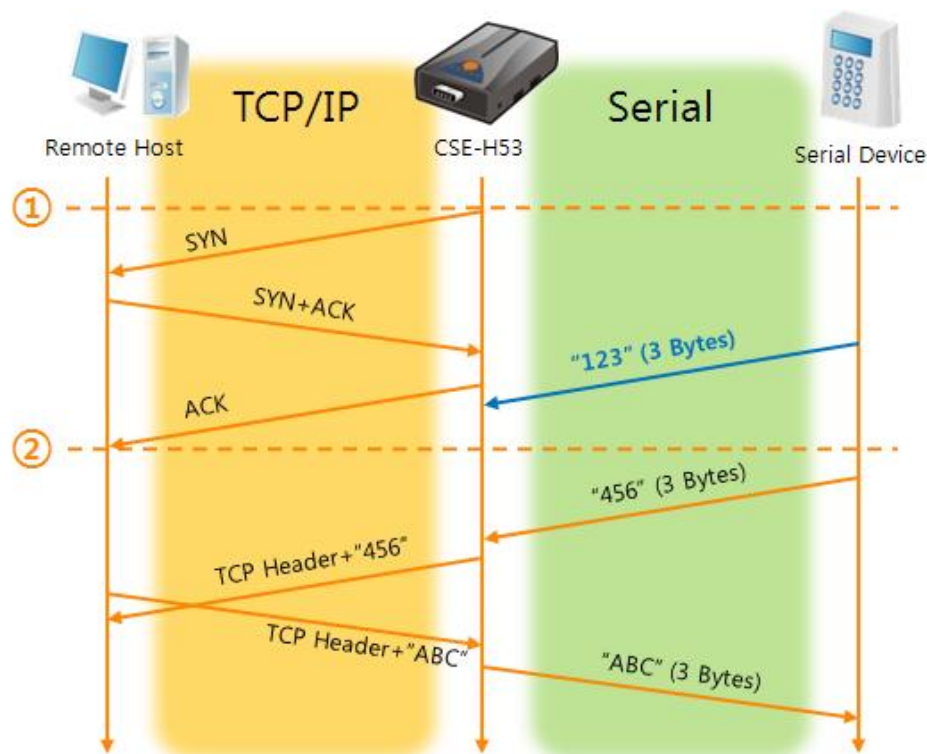 TCP/IP
Serial
Remote Host
CSE-H53
Serial Device
①
SYN
SYN+ACK
“123” (3 Bytes)
ACK
②
“456” (3 Bytes)
TCP Header+“456”
TCP Header+“ABC”
“ABC” (3 Bytes)